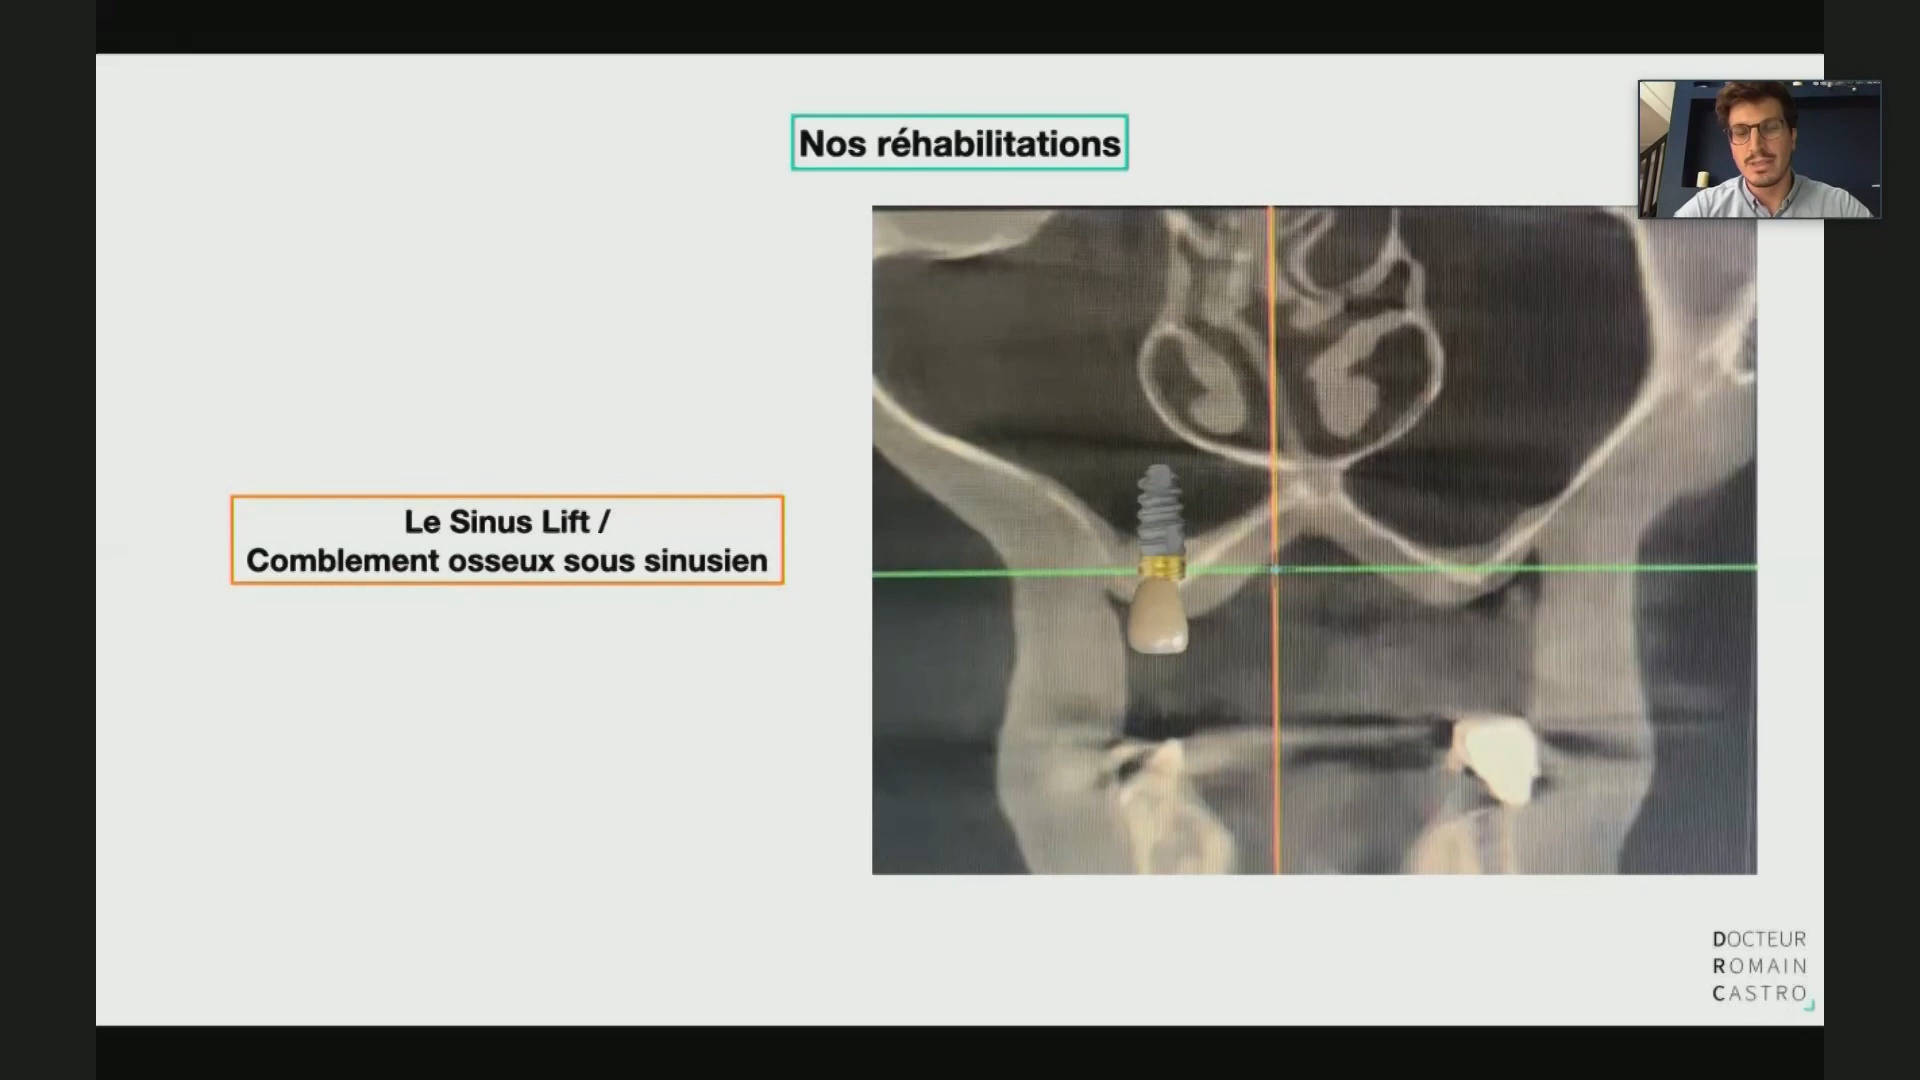 Nos réhabilitations
Le Sinus Lift /
Comblement osseux sous sinusien
DOCTEUR
ROMAIN
CASTRO